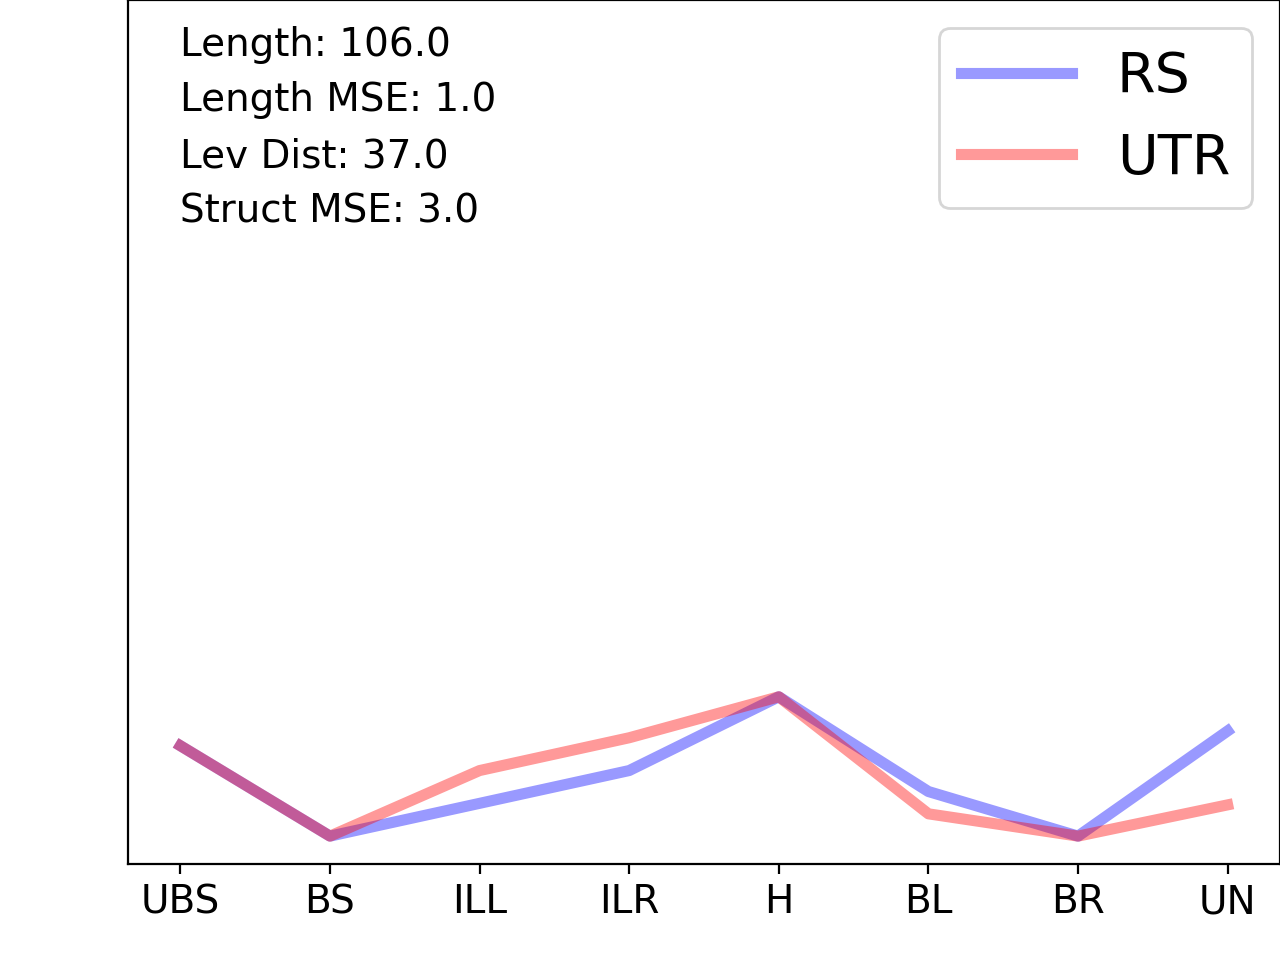 Length: 106.0
Length MSE: 1.0
Lev Dist: 37.0
Struct MSE: 3.0
RS
UTR
UBS BS ILL ILR H BL BR UN